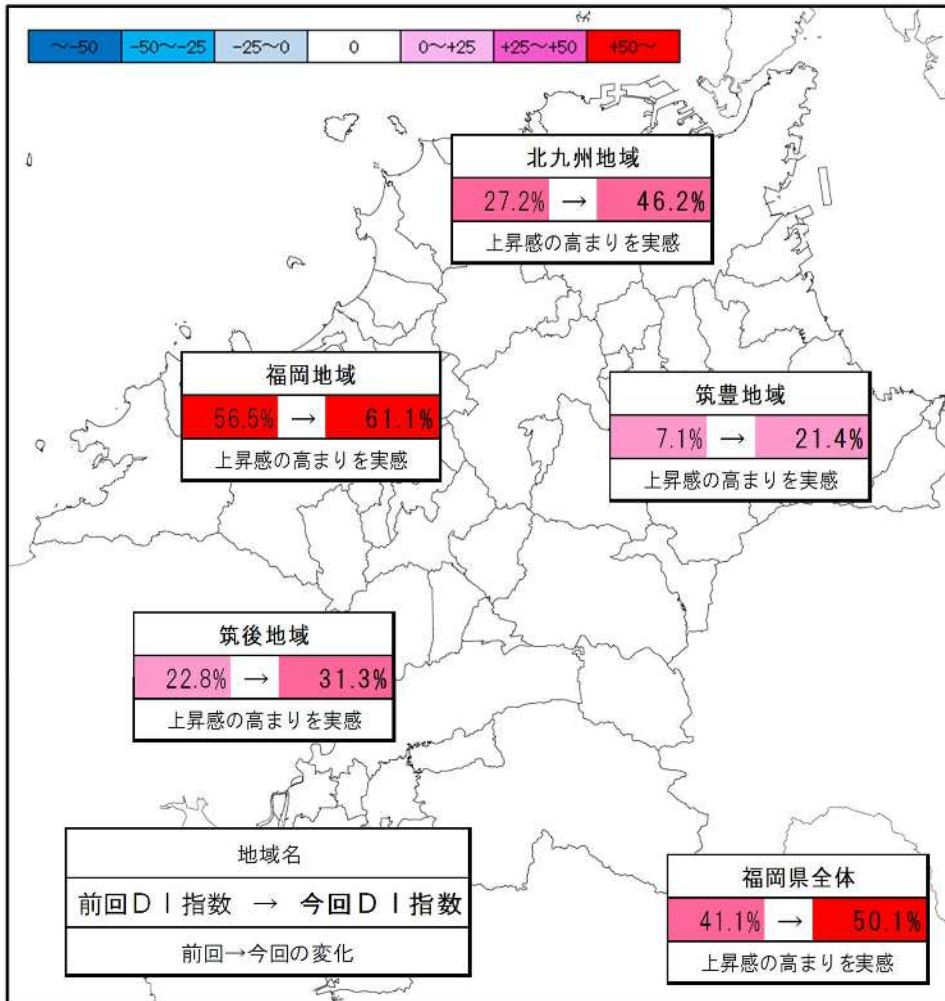 ～-50 -50～-25 -25～0 0 0～+25 +25～+50 +50～
北九州地域
27.2% → 46.2%
上昇感の高まりを実感
福岡地域
56.5% → 61.1%
上昇感の高まりを実感
筑豊地域
7.1% → 21.4%
上昇感の高まりを実感
筑後地域
22.8% → 31.3%
上昇感の高まりを実感
地域名
前回ＤＩ指数 → 今回ＤＩ指数
前回→今回の変化
福岡県全体
41.1% → 50.1%
上昇感の高まりを実感